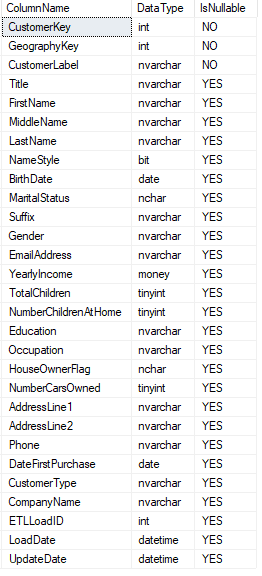 ColumnName DataType IsNullable
CustomerKey int NO
GeographyKey int NO
CustomerLabel nvarchar NO
Title nvarchar YES
FirstName nvarchar YES
MiddleName nvarchar YES
LastName nvarchar YES
NameStyle bit YES
BirthDate date YES
MaritalStatus nchar YES
Suffix nvarchar YES
Gender nvarchar YES
EmailAddress nvarchar YES
YearlyIncome money YES
TotalChildren tinyint YES
NumberChildrenAtHome tinyint YES
Education nvarchar YES
Occupation nvarchar YES
HouseOwnerFlag nchar YES
NumberCarsOwned tinyint YES
AddressLine1 nvarchar YES
AddressLine2 nvarchar YES
Phone nvarchar YES
DateFirstPurchase date YES
CustomerType nvarchar YES
CompanyName nvarchar YES
ETLLoadID int YES
LoadDate datetime YES
UpdateDate datetime YES